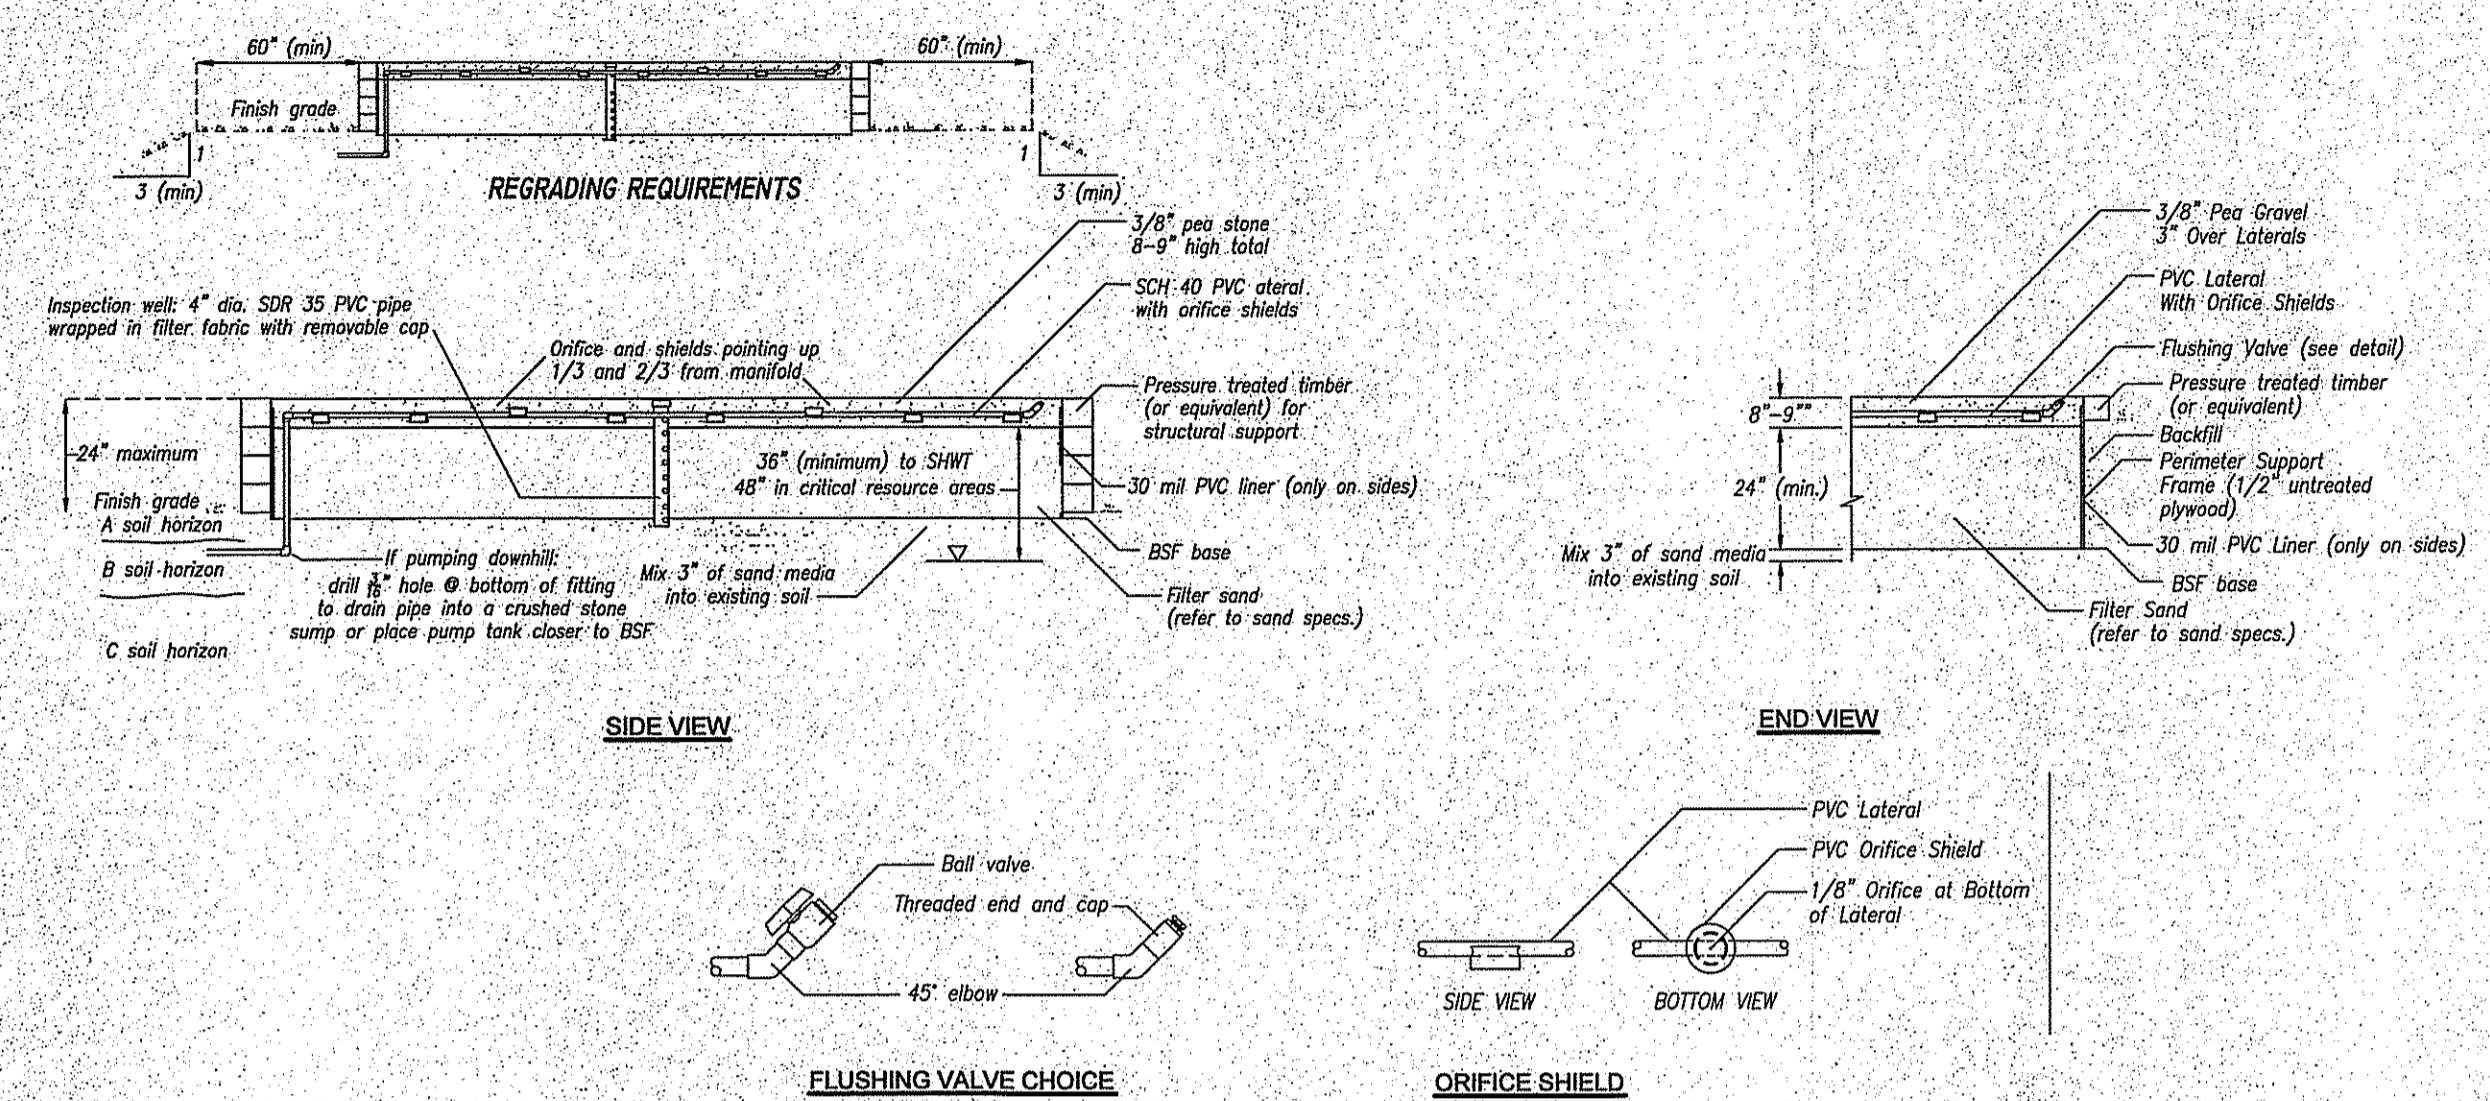 60" (min)
60" (min)
Finish grade
1
3 (min)
1
3 (min)
REGRADING REQUIREMENTS
3/8" pea stone
8-9" high total
SCH 40 PVC ateral
with orifice shields
Inspection well: 4" dia. SDR 35 PVC pipe
wrapped in filter fabric with removable cap
Orifice and shields pointing up
1/3 and 2/3 from manifold
Pressure treated timber
(or equivalent) for
structural support
24" maximum
36" (minimum) to SHWT
48" in critical resource areas
30 mil PVC liner (only on sides)
Finish grade
A soil horizon
B soil horizon
C soil horizon
If pumping downhill:
drill 3/16" hole @ bottom of fitting
to drain pipe into a crushed stone
sump or place pump tank closer to BSF
Mix 3" of sand media
into existing soil
BSF base
Filter sand
(refer to sand specs.)
SIDE VIEW
3/8" Pea Gravel
3" Over Laterals
PVC Lateral
With Orifice Shields
Flushing Valve (see detail)
Pressure treated timber
(or equivalent)
8"-9""
Backfill
Perimeter Support
Frame (1/2" untreated
plywood)
24" (min.)
30 mil PVC Liner (only on sides)
Mix 3" of sand media
into existing soil
BSF base
Filter Sand
(refer to sand specs.)
END VIEW
Ball valve
Threaded end and cap
45° elbow
FLUSHING VALVE CHOICE
PVC Lateral
PVC Orifice Shield
1/8" Orifice at Bottom
of Lateral
SIDE VIEW
BOTTOM VIEW
ORIFICE SHIELD